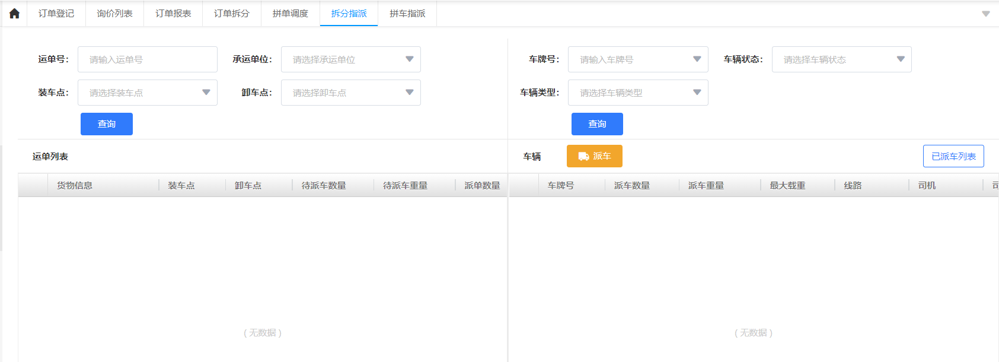 订单登记 询价列表 订单报表 订单拆分 拼单调度 拆分指派 拼车指派
运单号： 请输入运单号 承运单位： 请选择承运单位 车牌号： 请输入车牌号 车辆状态： 请选择车辆状态
装车点： 请选择装车点 卸车点： 请选择卸车点 车辆类型： 请选择车辆类型
查询 查询
运单列表 车辆 派车 已派车列表
货物信息 装车点 卸车点 待派车数量 待派车重量 派单数量 车牌号 派车数量 派车重量 最大载重 线路 司机
( 无数据 ) ( 无数据 )